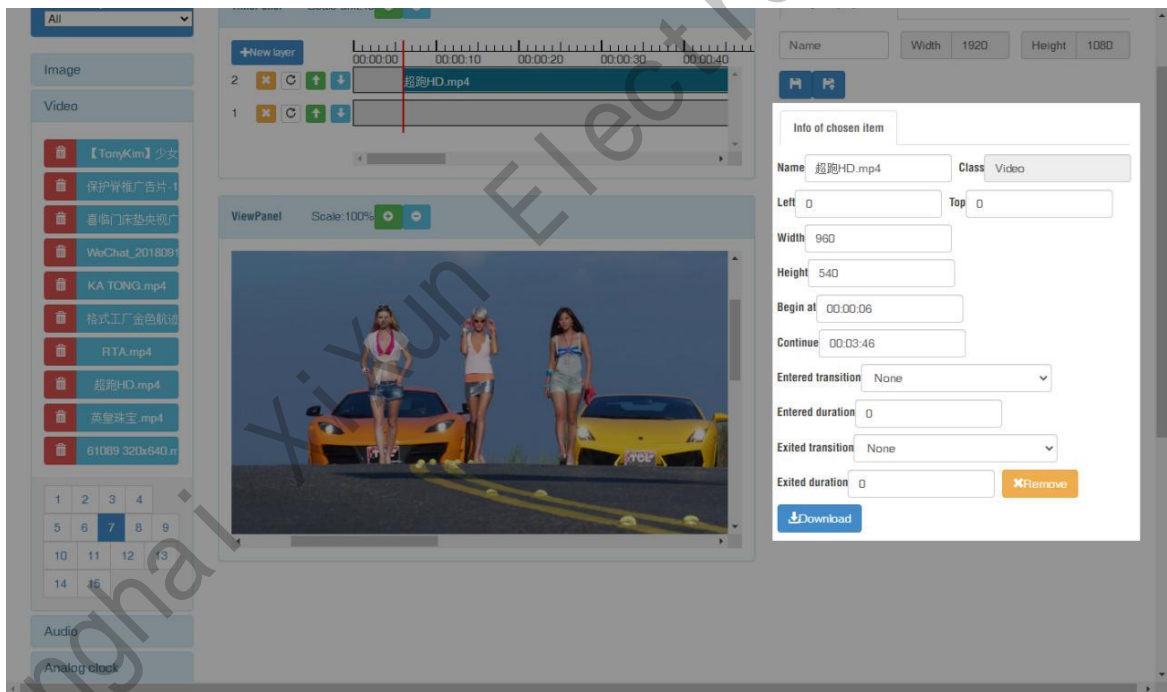 All
Image
Video
【TonyKim】少女
保护脊椎广告片-1
喜临门床垫央视广
WeChat_2018091
KA TONG.mp4
格式工厂金色航迹
RTA.mp4
超跑HD.mp4
英皇珠宝.mp4
61089 320x640.m
1 2 3 4
5 6 7 8 9
10 11 12 13
14 15
Audio
Analog clock
New layer
00:00:00 00:00:10 00:00:20 00:00:30 00:00:40
2 超跑HD.mp4
1
ViewPanel Scale:100%
TCL
Name Width 1920 Height 1080
Info of chosen item
Name 超跑HD.mp4 Class Video
Left 0 Top 0
Width 960
Height 540
Begin at 00:00:06
Continue 00:03:46
Entered transition None
Entered duration 0
Exited transition None
Exited duration 0 Remove
Download
Xi Xun Electr